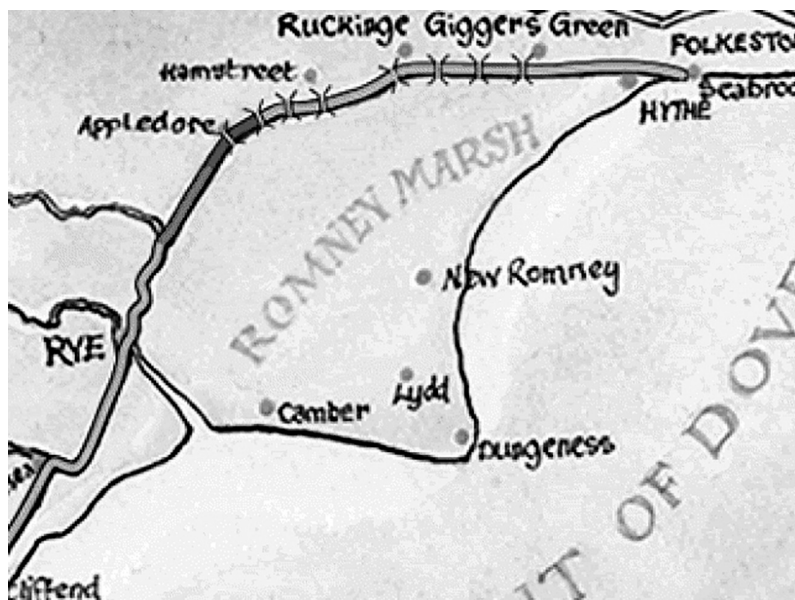 Ruckinge Giggers Green
FOLKESTO
Hamstreet
Seabroo
HYTHE
Appledore
ROMNEY MARSH
New Romney
RYE
Lydd
Camber
Dungeness
IT OF DOVE
Cliffend